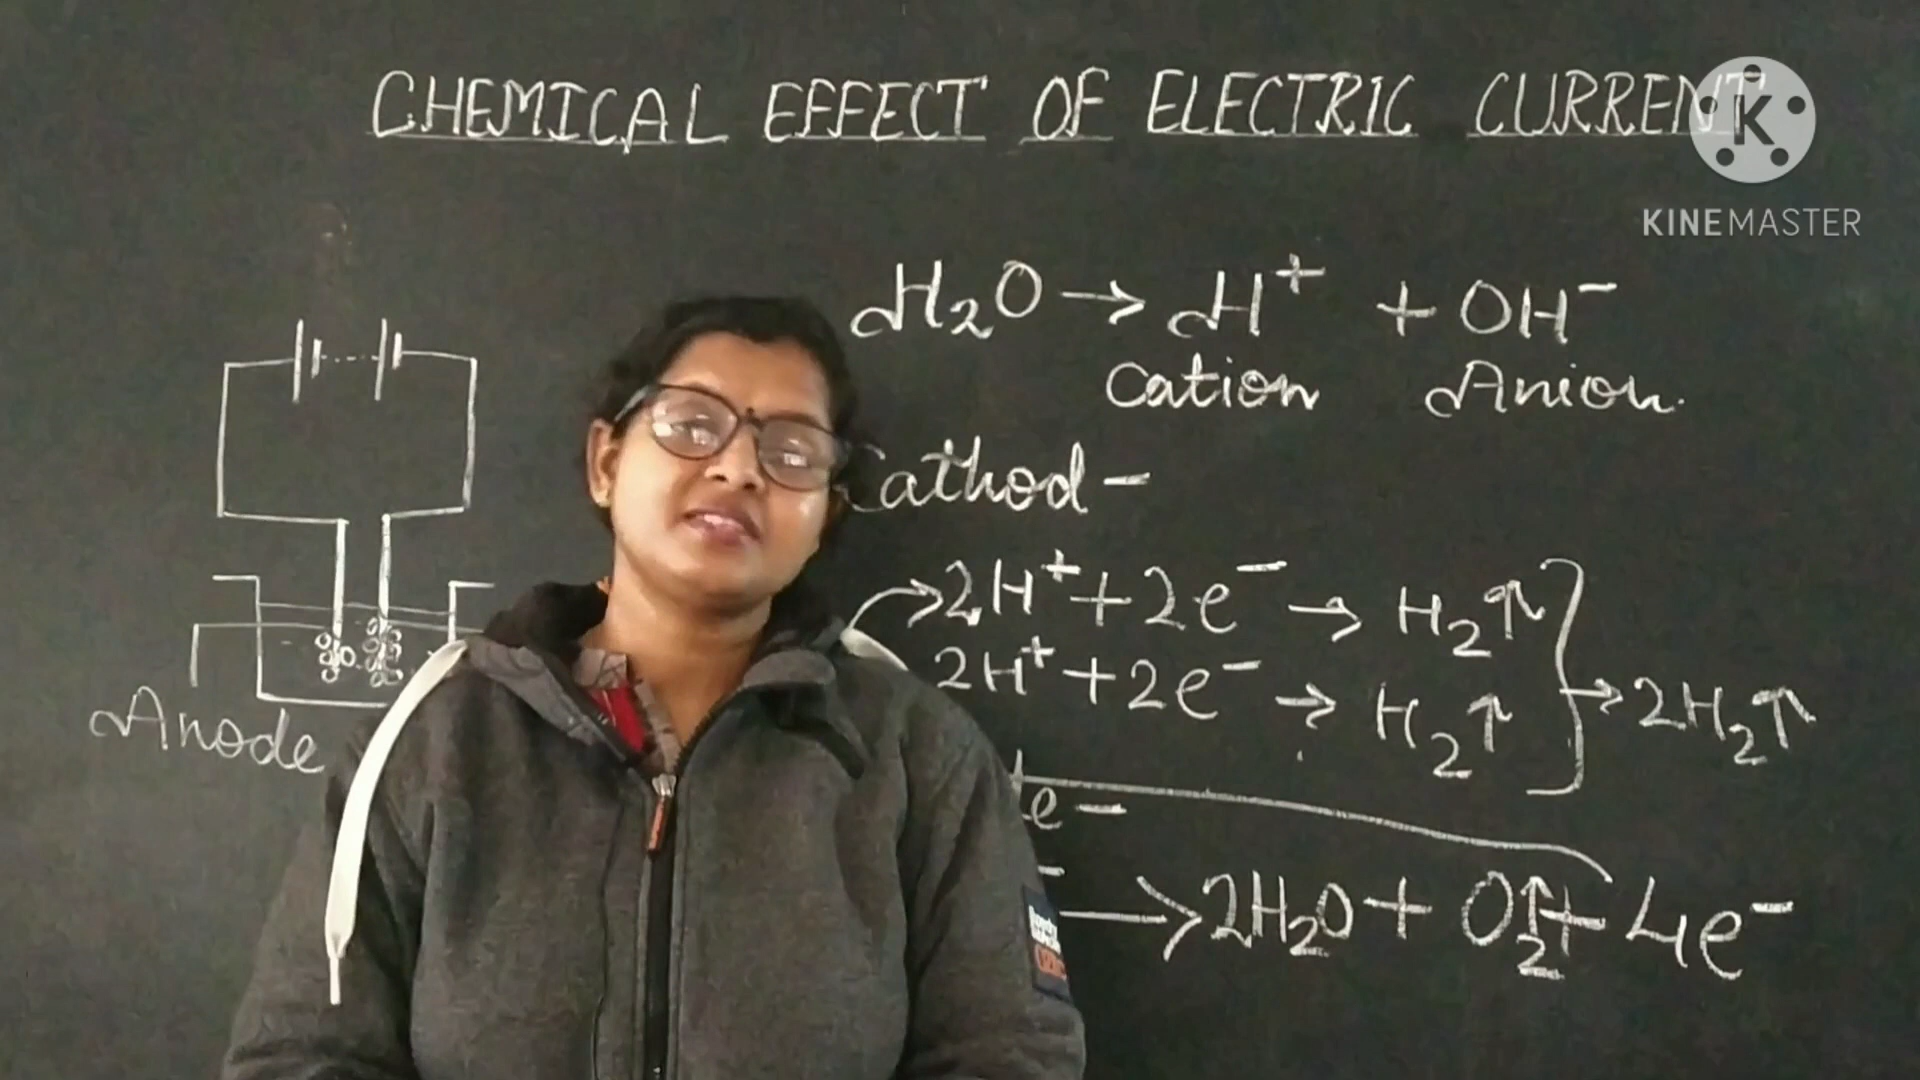 CHEMICAL EFFECT OF ELECTRIC CURRENT
K
KINEMASTER
H₂O → H⁺ + OH⁻
Cation Anion.
Cathod -
2H⁺ + 2e⁻ → H₂↑
2H⁺ + 2e⁻ → H₂↑
→ 2H₂↑
Anode
e -
→ 2H₂O + O₂↑ + 4e⁻